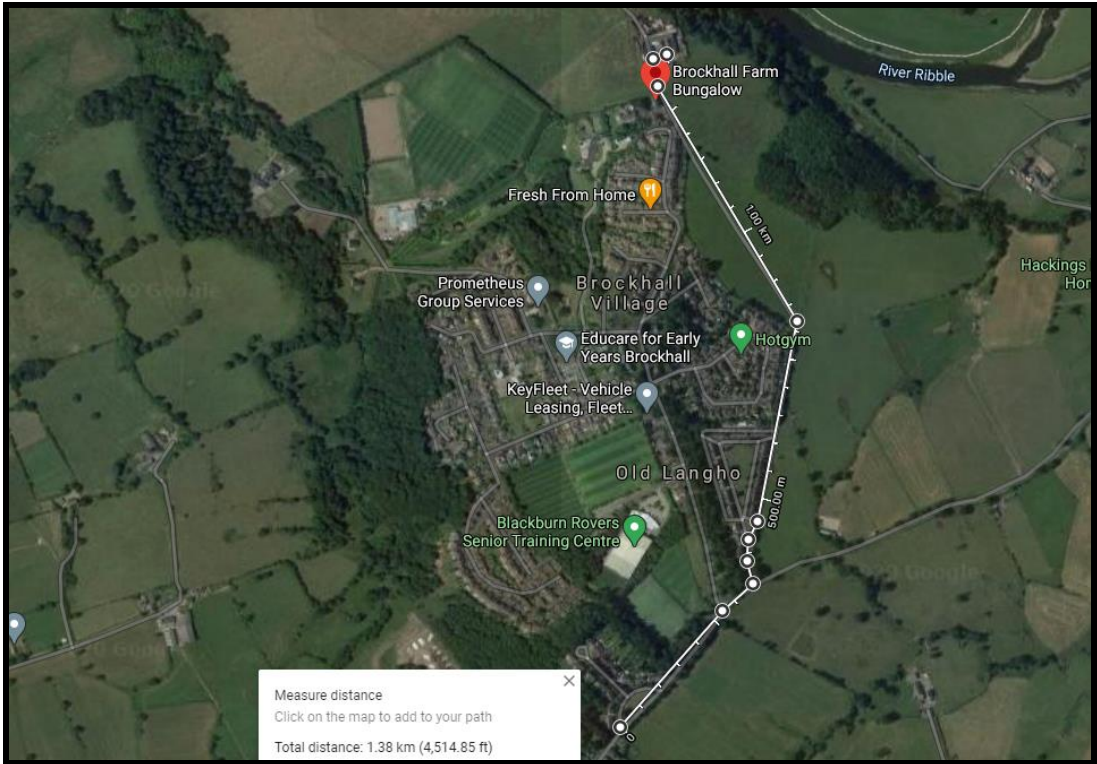 River Ribble
Brockhall Farm
Bungalow
Fresh From Home
1.00 km
Hackings
Hor
Prometheus
Group Services
Brockhall
Village
Educare for Early
Years Brockhall
Hotgym
KeyFleet - Vehicle
Leasing, Fleet...
Old Langho
500.00 m
Blackburn Rovers
Senior Training Centre
0
Measure distance
Click on the map to add to your path
Total distance: 1.38 km (4,514.85 ft)